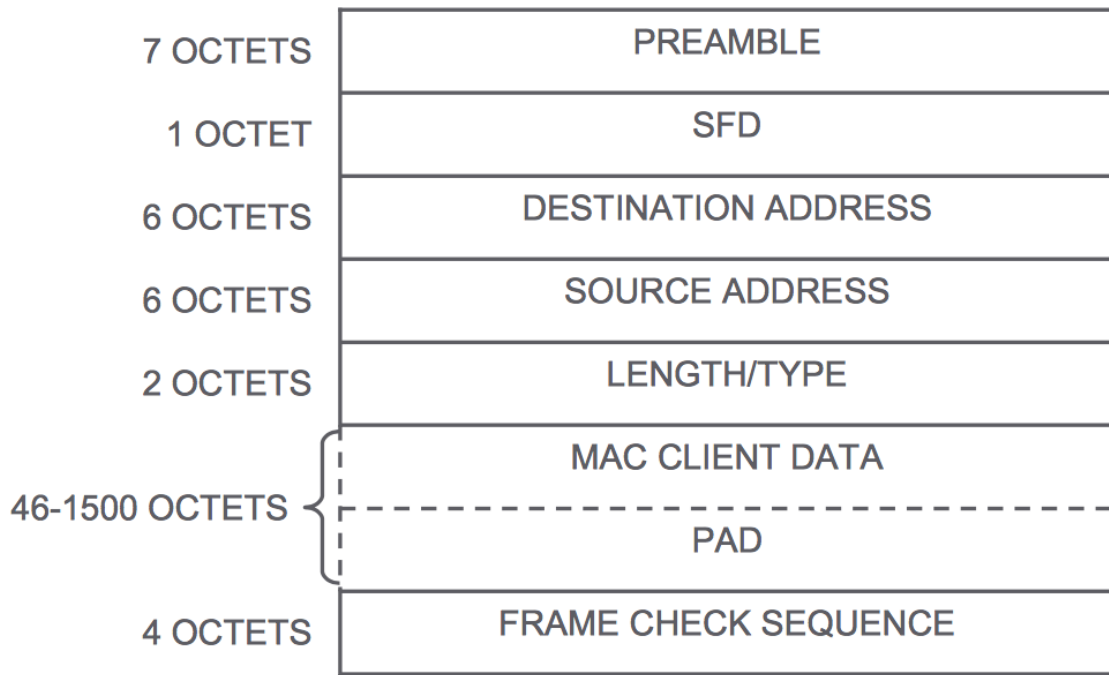 7 OCTETS PREAMBLE
1 OCTET SFD
6 OCTETS DESTINATION ADDRESS
6 OCTETS SOURCE ADDRESS
2 OCTETS LENGTH/TYPE
MAC CLIENT DATA
46-1500 OCTETS
PAD
4 OCTETS FRAME CHECK SEQUENCE